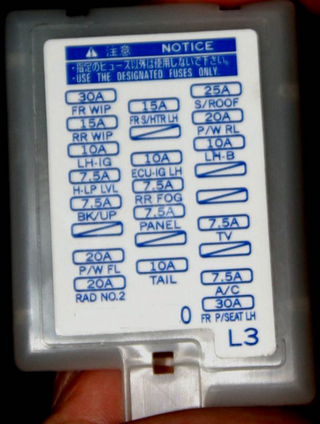 注意 NOTICE
・指定のヒューズ以外は使用しないで下さい。
・USE THE DESIGNATED FUSES ONLY.
30A
FR WIP
15A
RR WIP
10A
LH-IG
7.5A
H-LP LVL
7.5A
BK/UP
20A
P/W FL
20A
RAD NO.2
15A
FR S/HTR LH
10A
ECU-IG LH
7.5A
RR FOG
7.5A
PANEL
10A
TAIL
0
25A
S/ROOF
20A
P/W RL
10A
LH-B
7.5A
TV
7.5A
A/C
30A
FR P/SEAT LH
L3